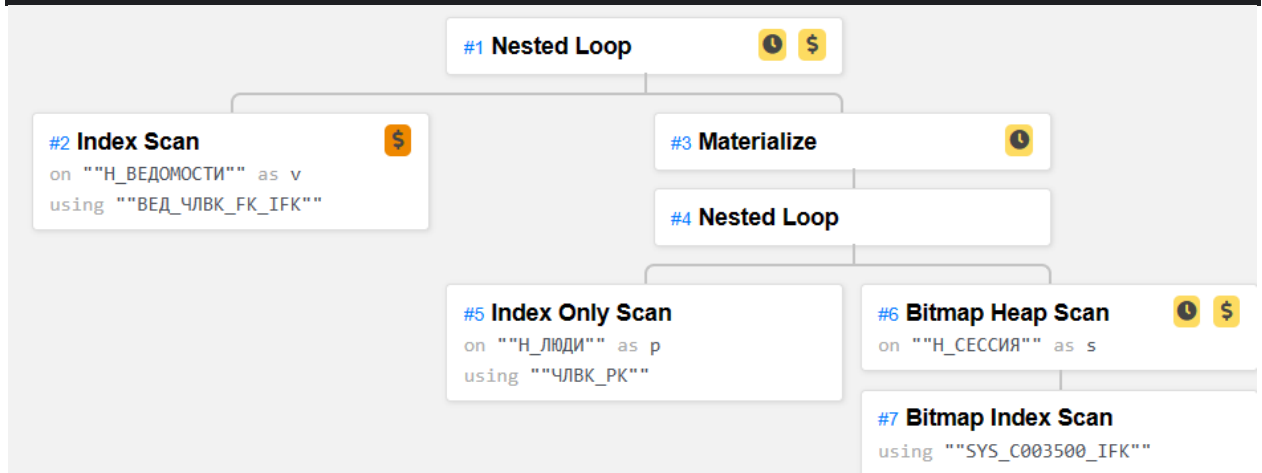 #1 Nested Loop $
#2 Index Scan $
on ""Н_ВЕДОМОСТИ"" as v
using ""ВЕД_ЧЛВК_FK_IFK""
#3 Materialize
#4 Nested Loop
#5 Index Only Scan
on ""Н_ЛЮДИ"" as p
using ""ЧЛВК_PK""
#6 Bitmap Heap Scan $
on ""Н_СЕССИЯ"" as s
#7 Bitmap Index Scan
using ""SYS_C003500_IFK""